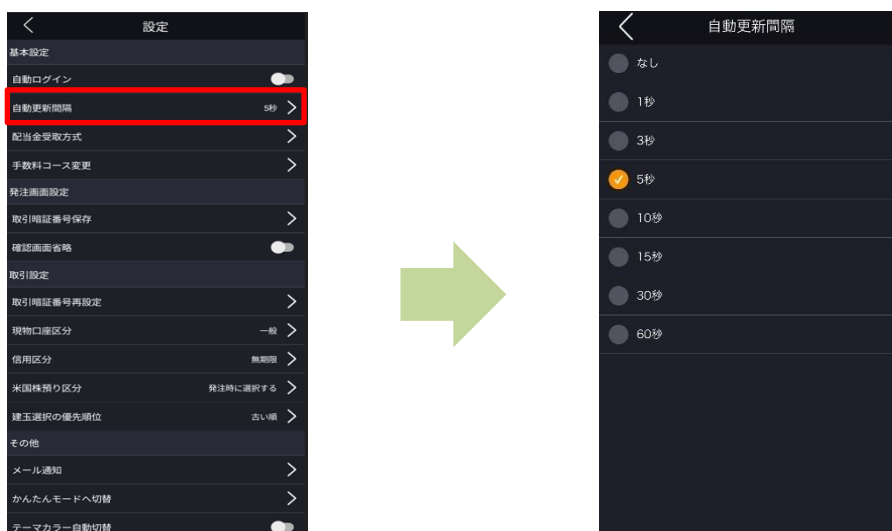 設定
基本設定
自動ログイン
自動更新間隔 5秒
配当金受取方式
手数料コース変更
発注画面設定
取引暗証番号保存
確認画面省略
取引設定
取引暗証番号再設定
現物口座区分 一般
信用区分 無期限
米国株預り区分 発注時に選択する
建玉選択の優先順位 古い順
その他
メール通知
かんたんモードへ切替
テーマカラー自動切替
自動更新間隔
なし
1秒
3秒
5秒
10秒
15秒
30秒
60秒